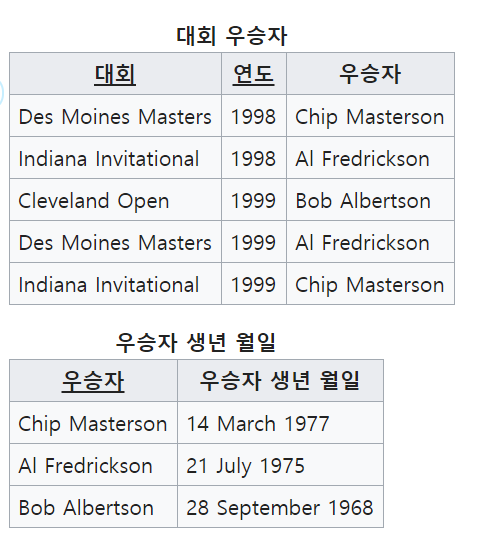 대회 우승자
대회 연도 우승자
Des Moines Masters 1998 Chip Masterson
Indiana Invitational 1998 Al Fredrickson
Cleveland Open 1999 Bob Albertson
Des Moines Masters 1999 Al Fredrickson
Indiana Invitational 1999 Chip Masterson
우승자 생년 월일
우승자 우승자 생년 월일
Chip Masterson 14 March 1977
Al Fredrickson 21 July 1975
Bob Albertson 28 September 1968